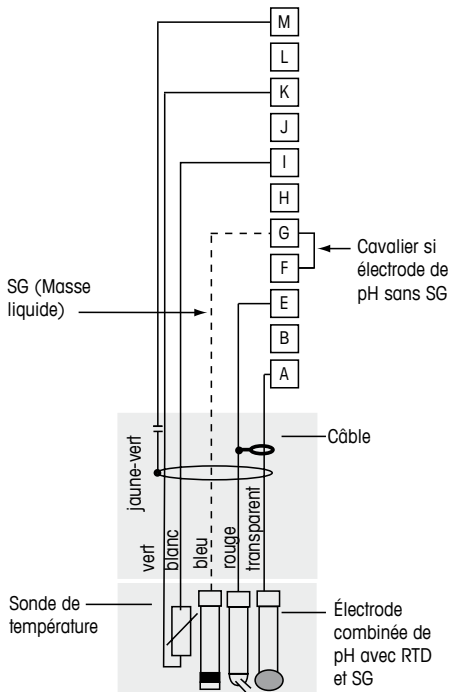 M
L
K
J
I
H
G
F
E
B
A
Cavalier si
électrode de
pH sans SG
SG (Masse
liquide)
Câble
jaune-vert
vert
blanc
bleu
rouge
transparent
Sonde de
température
Électrode
combinée de
pH avec RTD
et SG